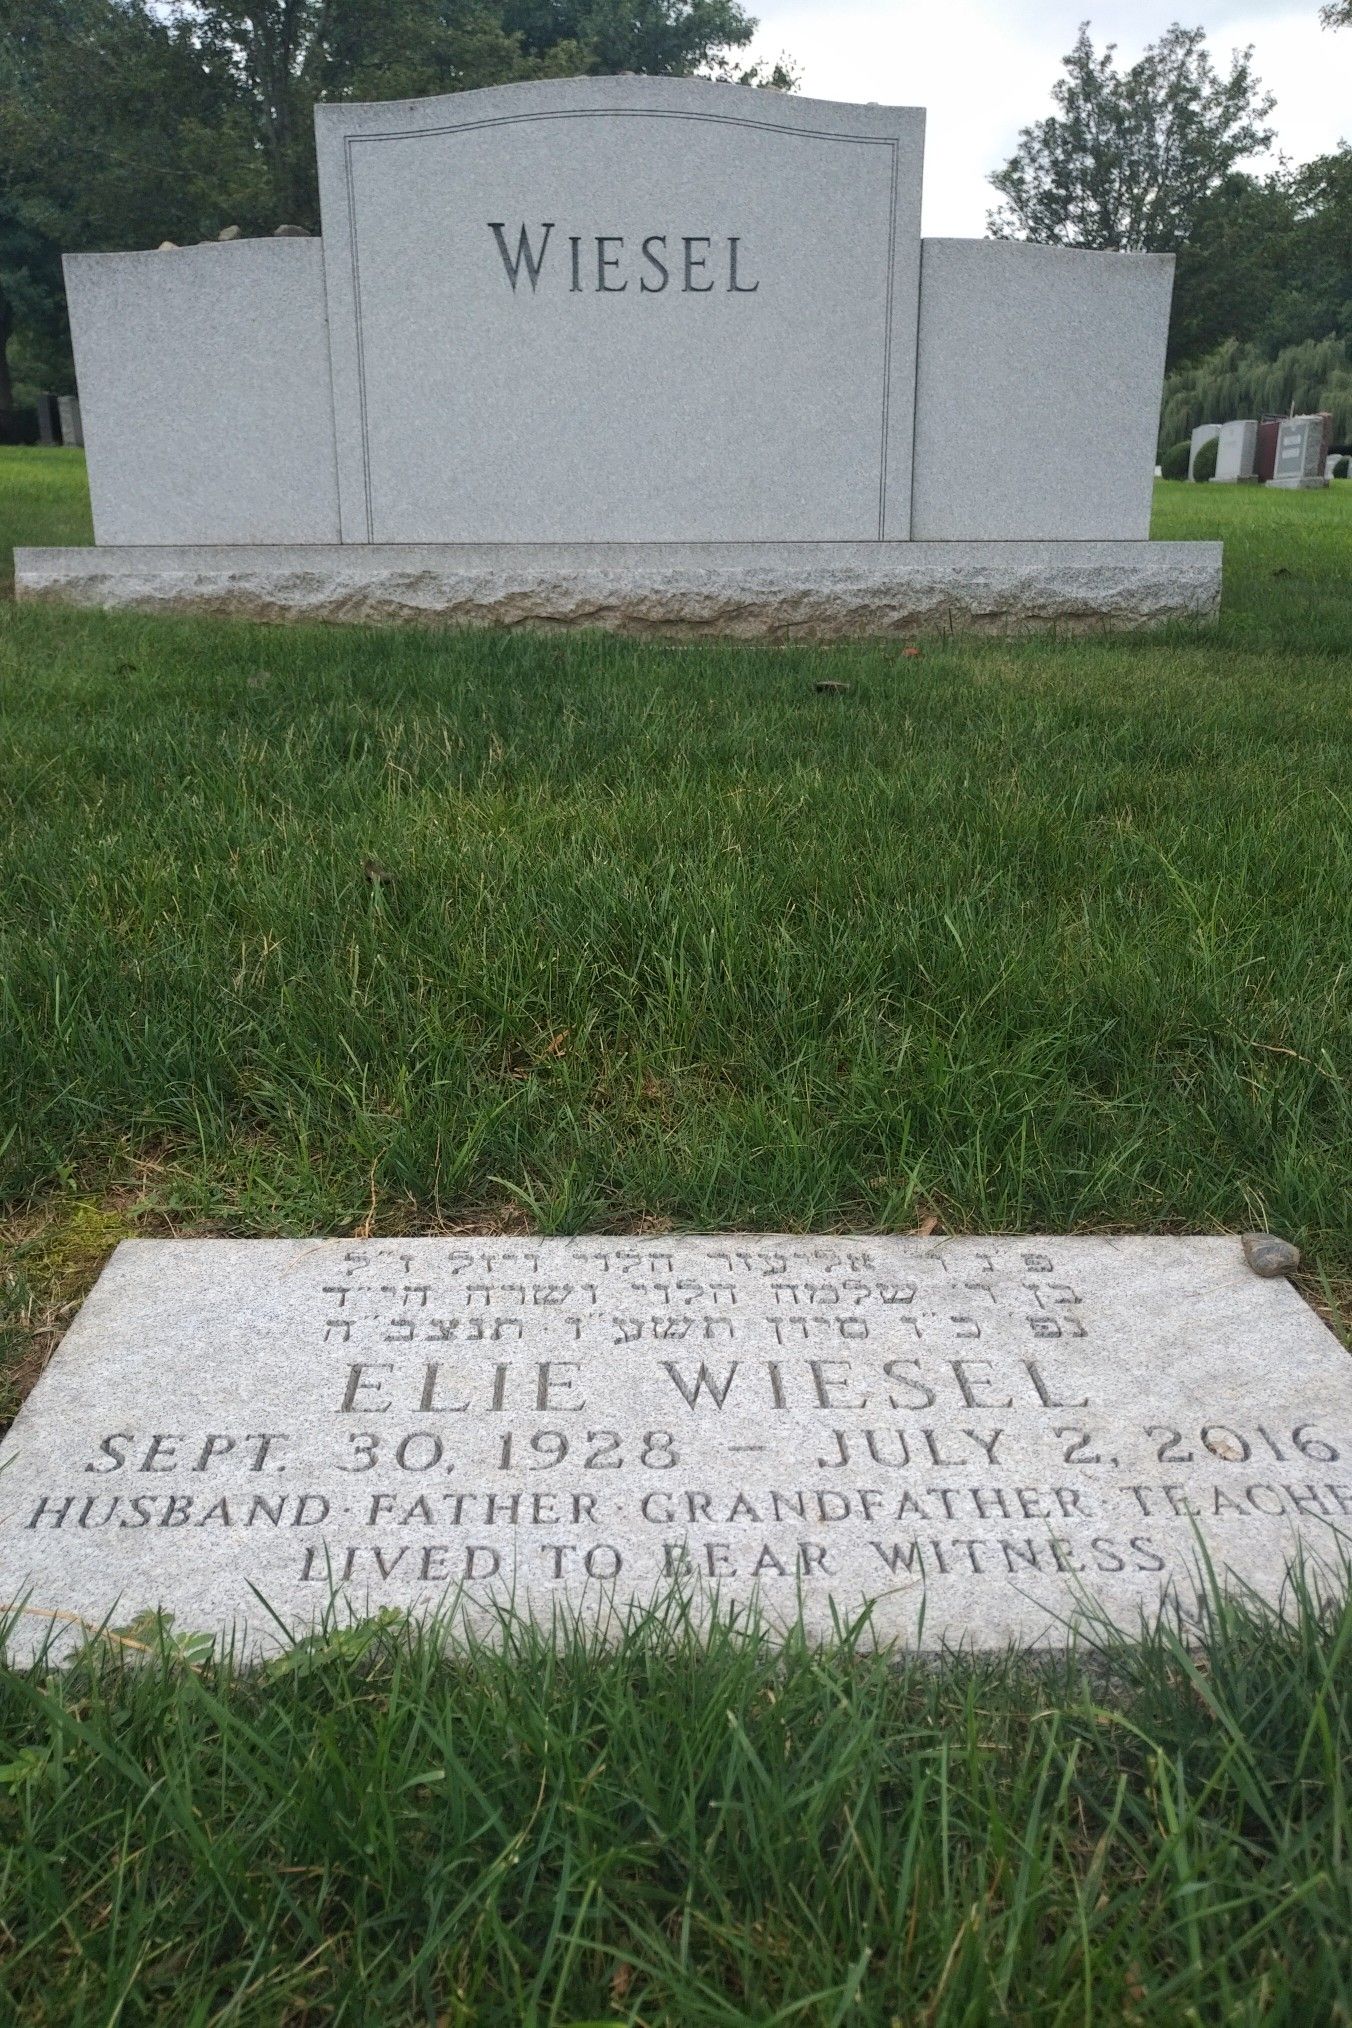 WIESEL
פ נ ר' אליעזר הלוי ויזל ז"ל
בן ר' שלמה הלוי ושרה הי"ד
נפ' כ"ו סיון תשע"ו · תנצב"ה
ELIE WIESEL
SEPT. 30, 1928 – JULY 2, 2016
HUSBAND · FATHER · GRANDFATHER · TEACHE
LIVED TO BEAR WITNESS